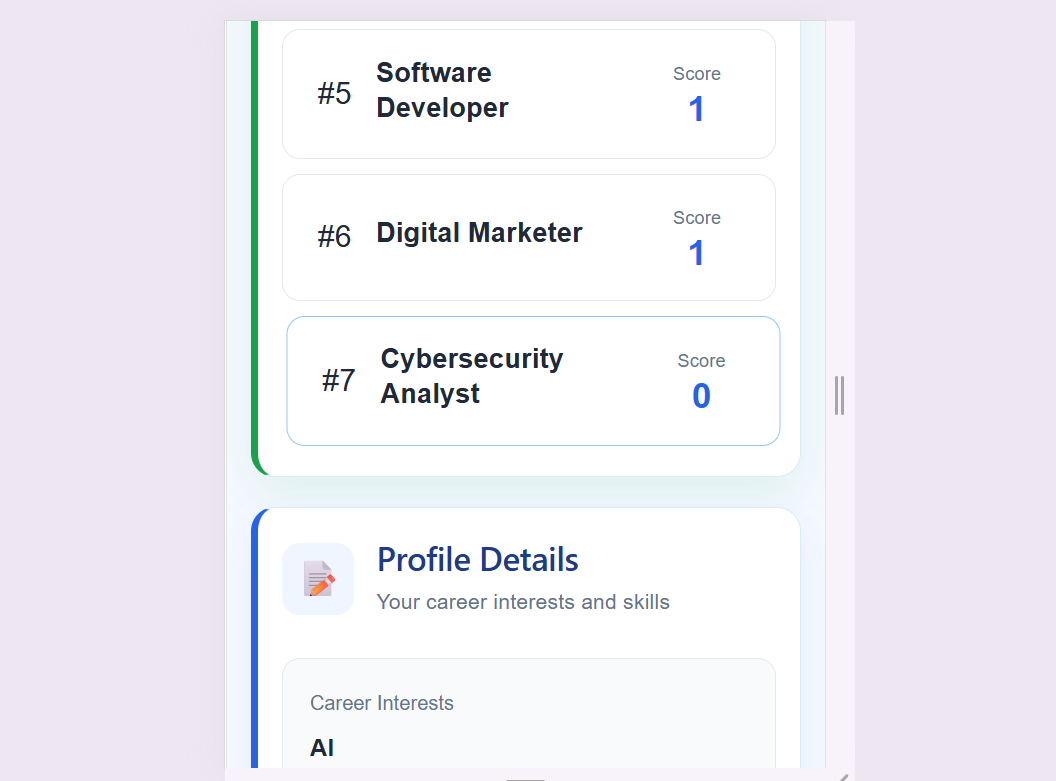 #5
Software
Developer
Score
1
#6
Digital Marketer
Score
1
#7
Cybersecurity
Analyst
Score
0
Profile Details
Your career interests and skills
Career Interests
AI